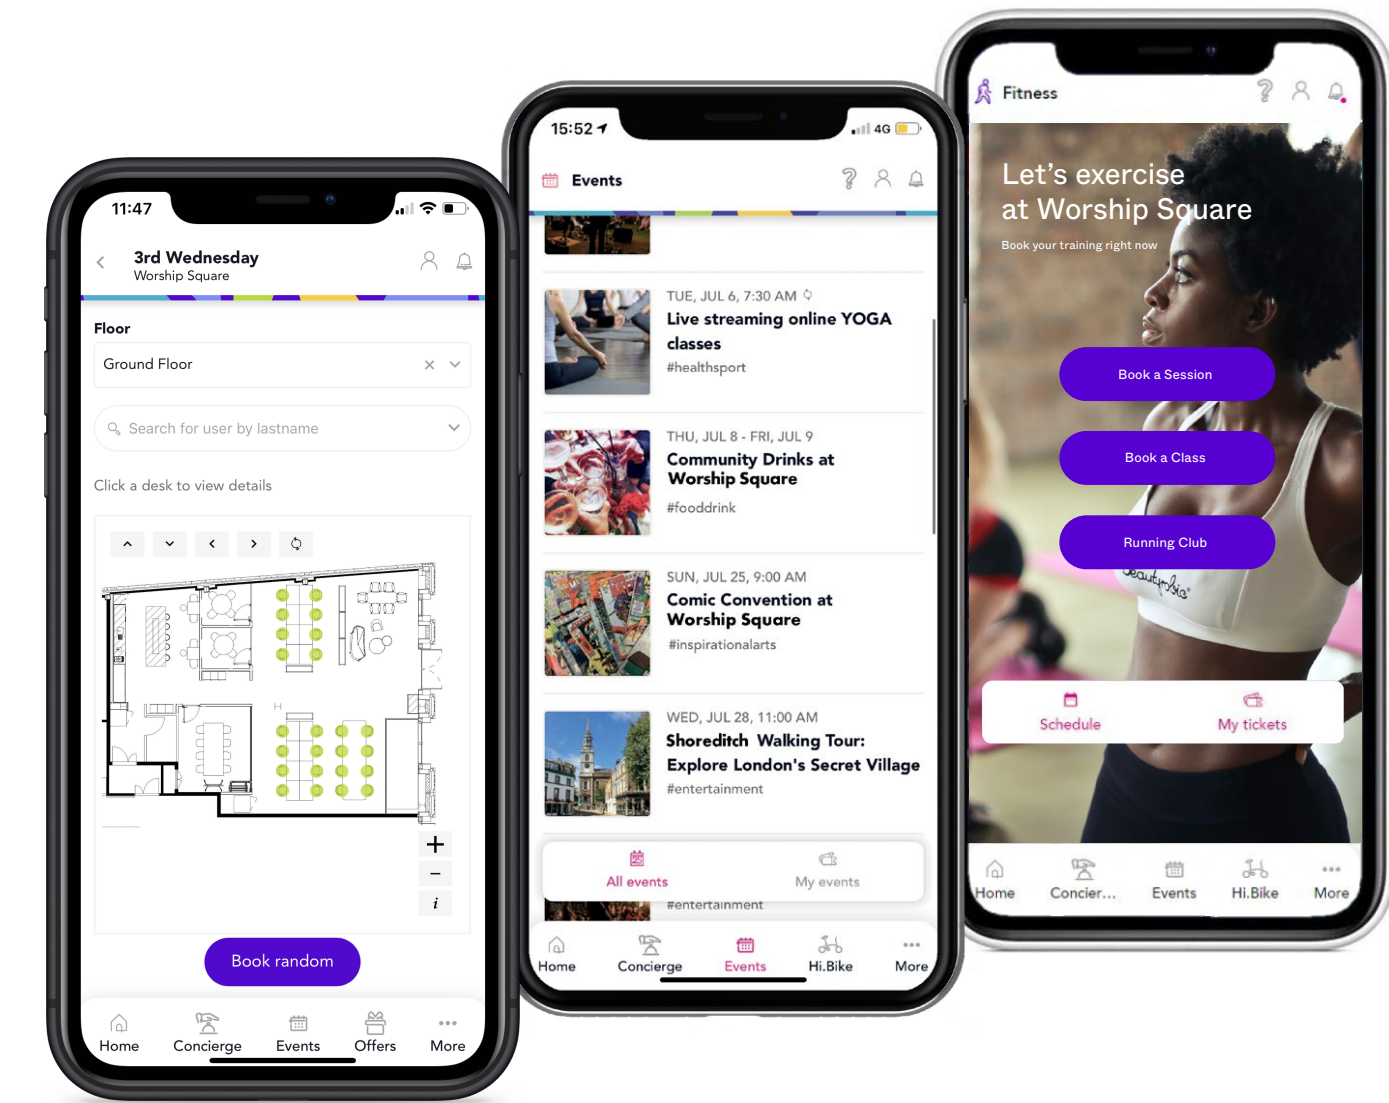 11:47
3rd Wednesday
Worship Square
Floor
Ground Floor
Search for user by lastname
Click a desk to view details
H
i
Book random
Home
Concierge
Events
Offers
More
15:52
4G
Events
TUE, JUL 6, 7:30 AM
Live streaming online YOGA
classes
#healthsport
THU, JUL 8 - FRI, JUL 9
Community Drinks at
Worship Square
#fooddrink
SUN, JUL 25, 9:00 AM
Comic Convention at
Worship Square
#inspirationalarts
WED, JUL 28, 11:00 AM
Shoreditch Walking Tour:
Explore London's Secret Village
#entertainment
All events
My events
#entertainment
Home
Concierge
Events
Hi.Bike
More
Fitness
Let's exercise
at Worship Square
Book your training right now
Book a Session
Book a Class
Running Club
Schedule
My tickets
Home
Concier...
Events
Hi.Bike
More